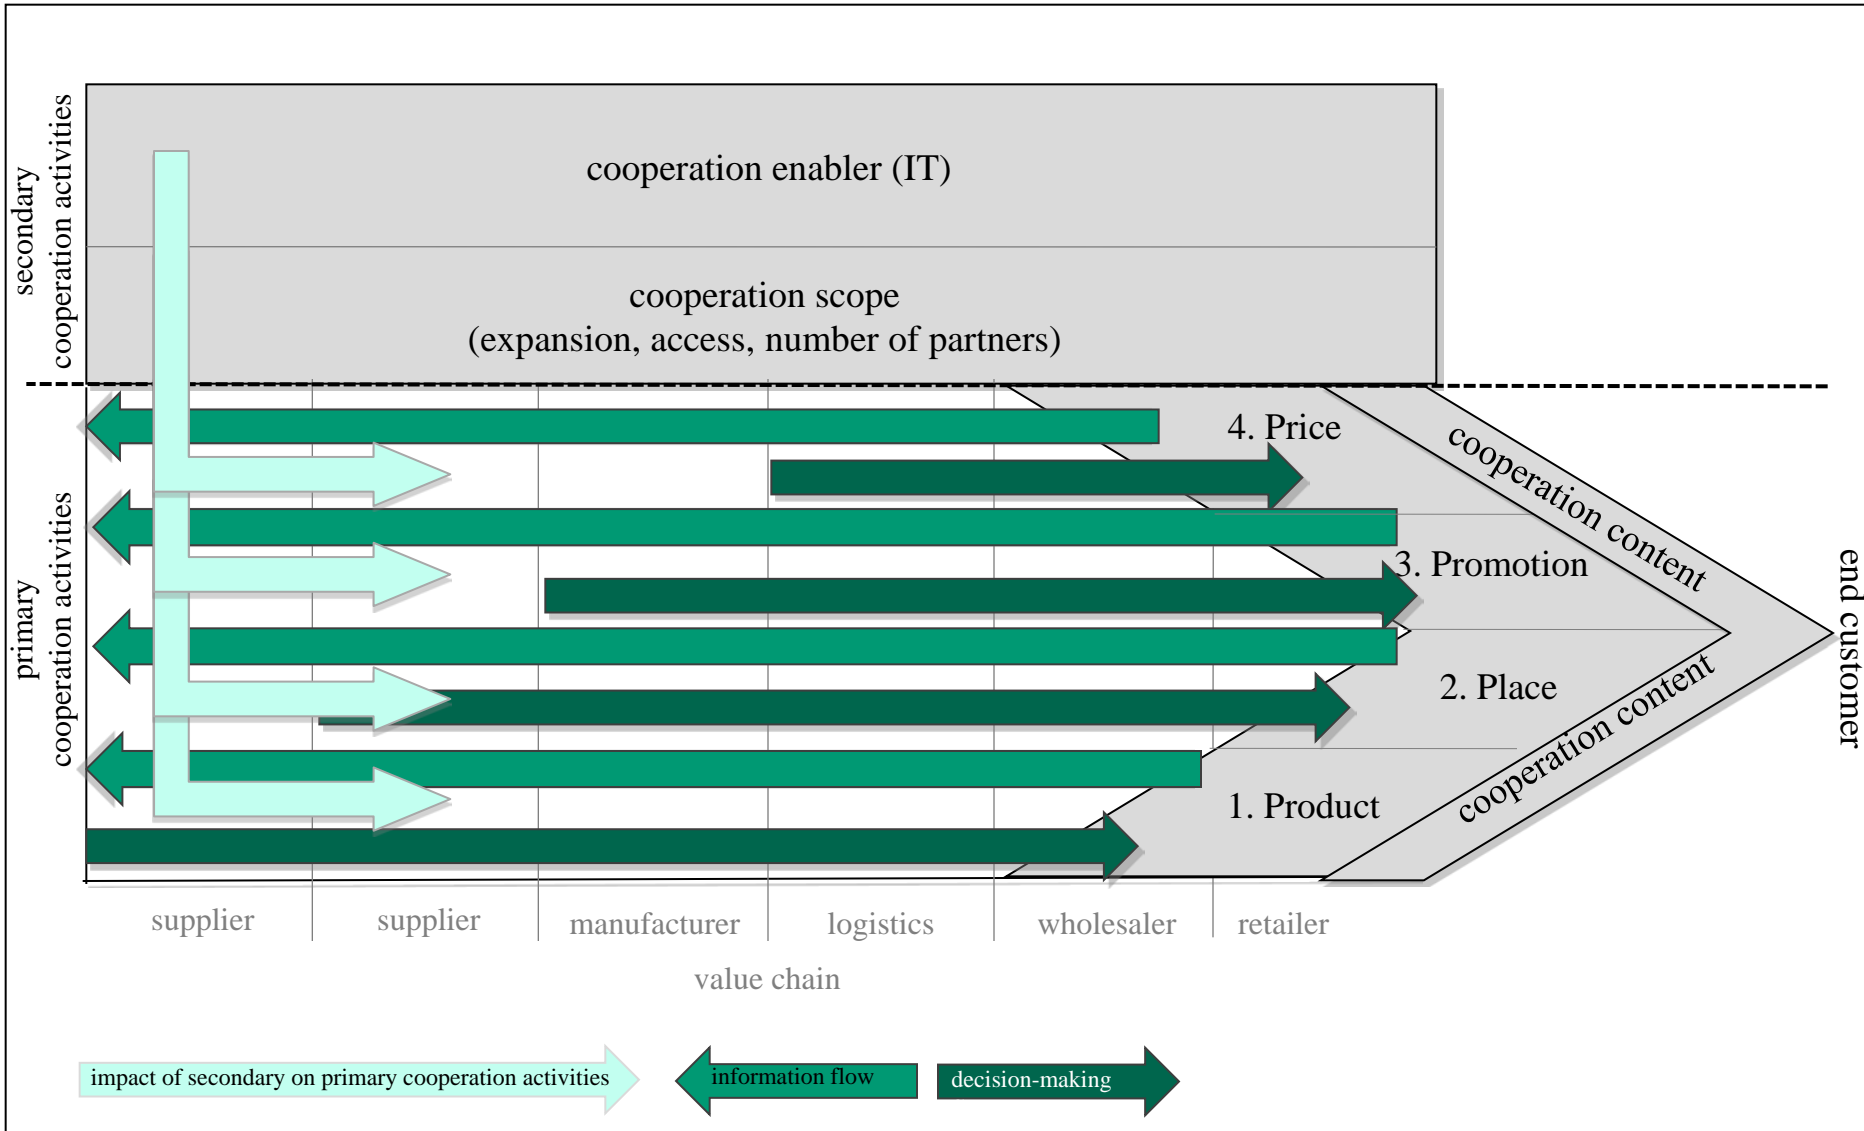 secondary
cooperation activities
cooperation enabler (IT)
cooperation scope
(expansion, access, number of partners)
primary
cooperation activities
4. Price
3. Promotion
2. Place
1. Product
cooperation content
cooperation content
end customer
supplier
supplier
manufacturer
logistics
wholesaler
retailer
value chain
impact of secondary on primary cooperation activities
information flow
decision-making